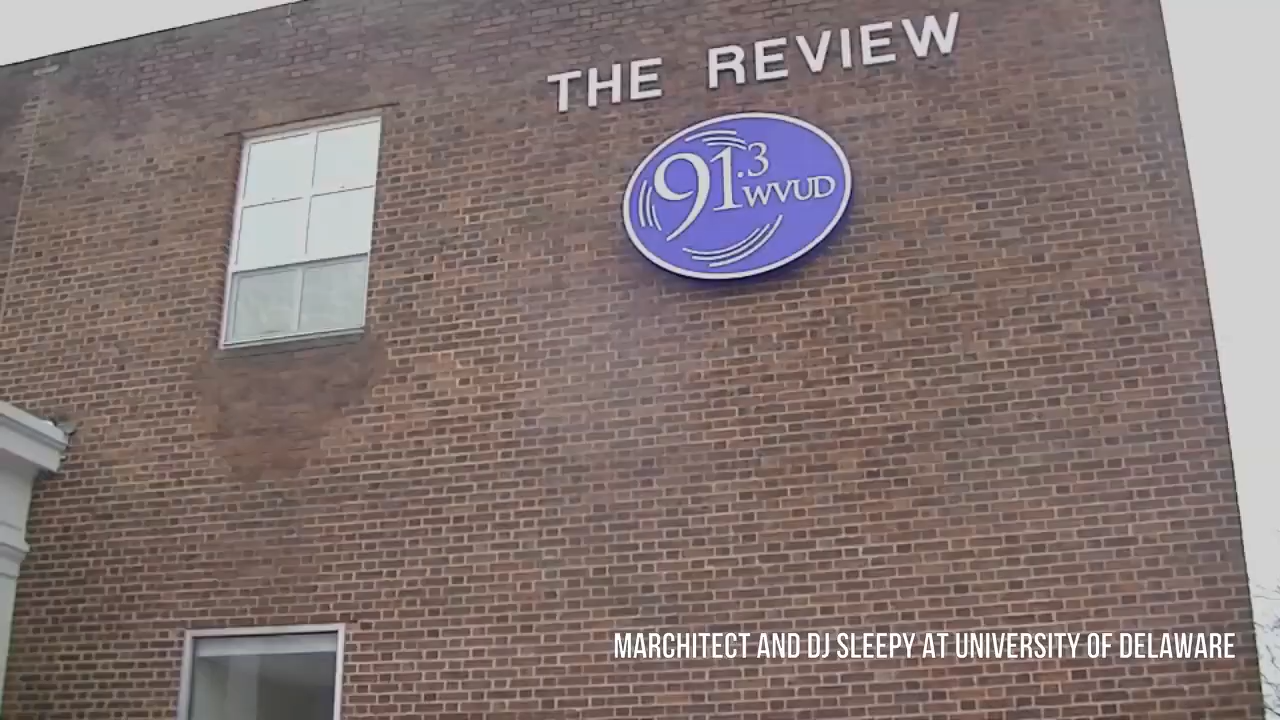 THE REVIEW
91.3
WVUD
MARCHITECT AND DJ SLEEPY AT UNIVERSITY OF DELAWARE